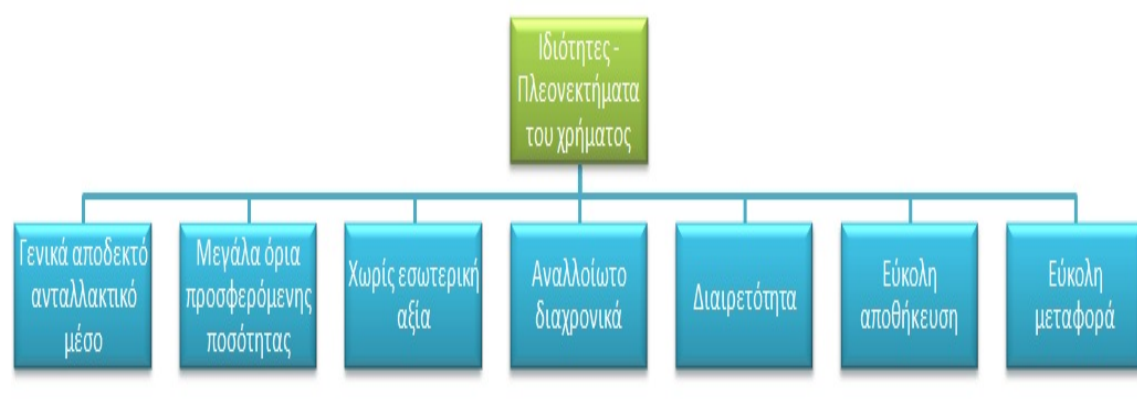 Ιδιότητες -
Πλεονεκτήματα
του χρήματος
Γενικά αποδεκτό
ανταλλακτικό
μέσο
Μεγάλα όρια
προσφερόμενης
ποσότητας
Χωρίς εσωτερική
αξία
Αναλλοίωτο
διαχρονικά
Διαιρετότητα
Εύκολη
αποθήκευση
Εύκολη
μεταφορά